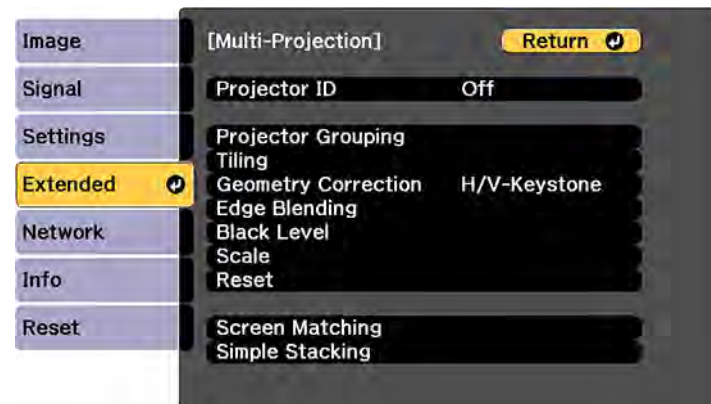 Image
Signal
Settings
Extended
Network
Info
Reset
[Multi-Projection]
Return
Projector ID Off
Projector Grouping
Tiling
Geometry Correction H/V-Keystone
Edge Blending
Black Level
Scale
Reset
Screen Matching
Simple Stacking